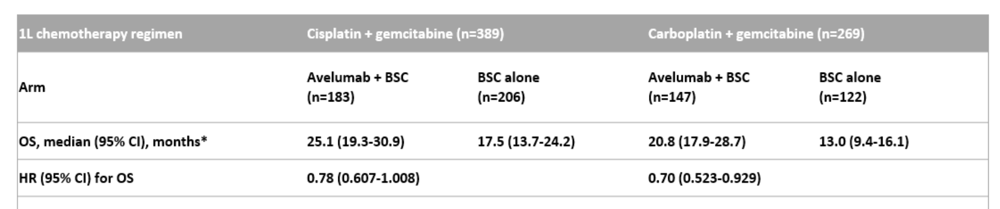 1L chemotherapy regimen Cisplatin + gemcitabine (n=389) Carboplatin + gemcitabine (n=269)
Arm Avelumab + BSC (n=183) BSC alone (n=206) Avelumab + BSC (n=147) BSC alone (n=122)
OS, median (95% CI), months* 25.1 (19.3-30.9) 17.5 (13.7-24.2) 20.8 (17.9-28.7) 13.0 (9.4-16.1)
HR (95% CI) for OS 0.78 (0.607-1.008) 0.70 (0.523-0.929)